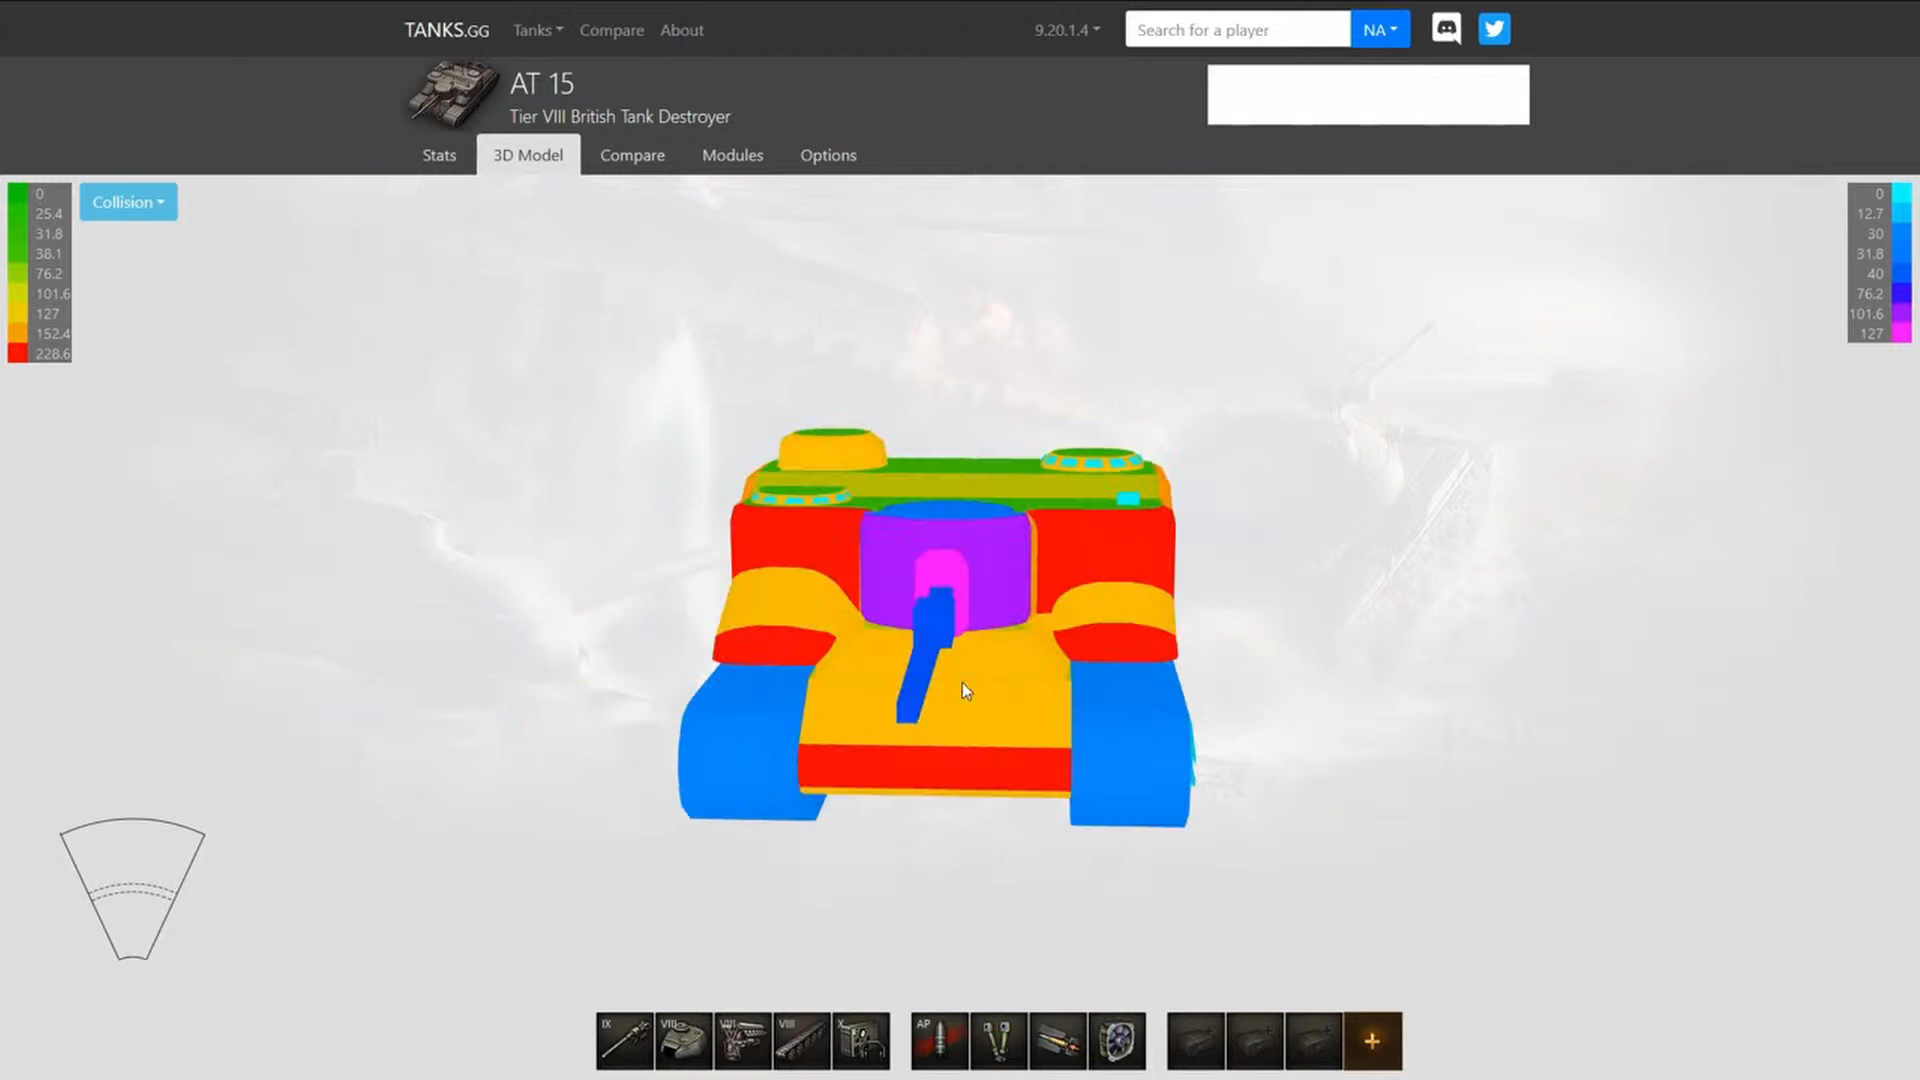 TANKS.GG Tanks Compare About 9.20.1.4 Search for a player NA
AT 15
Tier VIII British Tank Destroyer
Stats 3D Model Compare Modules Options
Collision
0
25.4
31.8
38.1
76.2
101.6
127
152.4
228.6
0
12.7
30
31.8
40
76.2
101.6
127
IX VIII VIII VIII X AP